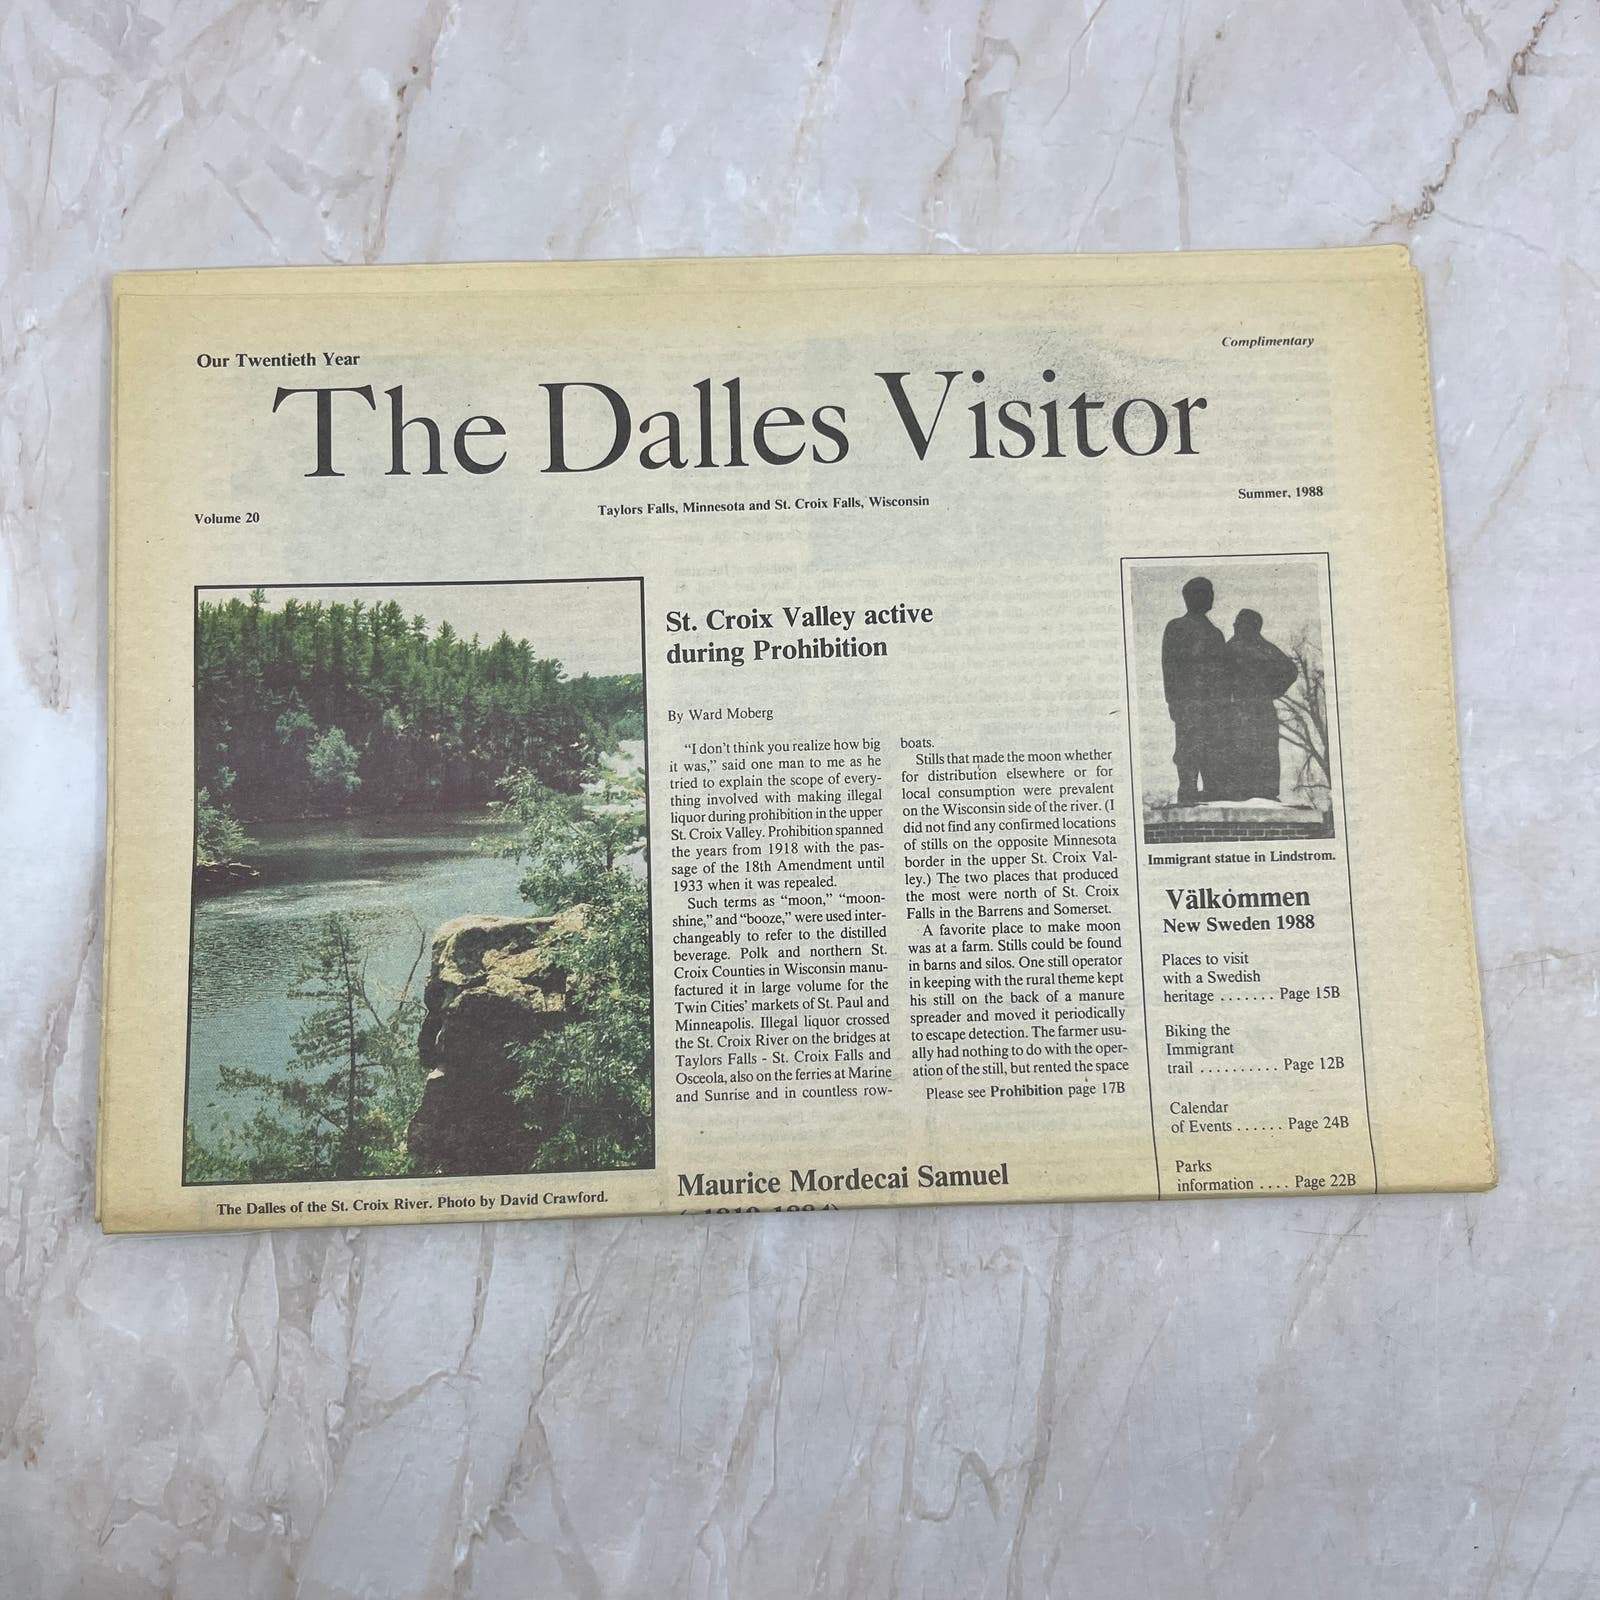 Our Twentieth Year
Complimentary
The Dalles Visitor
Volume 20
Taylors Falls, Minnesota and St. Croix Falls, Wisconsin
Summer, 1988
The Dalles of the St. Croix River. Photo by David Crawford.
St. Croix Valley active
during Prohibition
By Ward Moberg
"I don't think you realize how big
it was," said one man to me as he
tried to explain the scope of every-
thing involved with making illegal
liquor during prohibition in the upper
St. Croix Valley. Prohibition spanned
the years from 1918 with the pas-
sage of the 18th Amendment until
1933 when it was repealed.
Such terms as "moon," "moon-
shine," and "booze," were used inter-
changeably to refer to the distilled
beverage. Polk and northern St.
Croix Counties in Wisconsin manu-
factured it in large volume for the
Twin Cities' markets of St. Paul and
Minneapolis. Illegal liquor crossed
the St. Croix River on the bridges at
Taylors Falls - St. Croix Falls and
Osceola, also on the ferries at Marine
and Sunrise and in countless row-
boats.
Stills that made the moon whether
for distribution elsewhere or for
local consumption were prevalent
on the Wisconsin side of the river. (I
did not find any confirmed locations
of stills on the opposite Minnesota
border in the upper St. Croix Val-
ley.) The two places that produced
the most were north of St. Croix
Falls in the Barrens and Somerset.
A favorite place to make moon
was at a farm. Stills could be found
in barns and silos. One still operator
in keeping with the rural theme kept
his still on the back of a manure
spreader and moved it periodically
to escape detection. The farmer usu-
ally had nothing to do with the oper-
ation of the still, but rented the space
Please see Prohibition page 17B
Maurice Mordecai Samuel
Immigrant statue in Lindstrom.
Välkommen
New Sweden 1988
Places to visit
with a Swedish
heritage ....... Page 15B
Biking the
Immigrant
trail .......... Page 12B
Calendar
of Events ...... Page 24B
Parks
information .... Page 22B